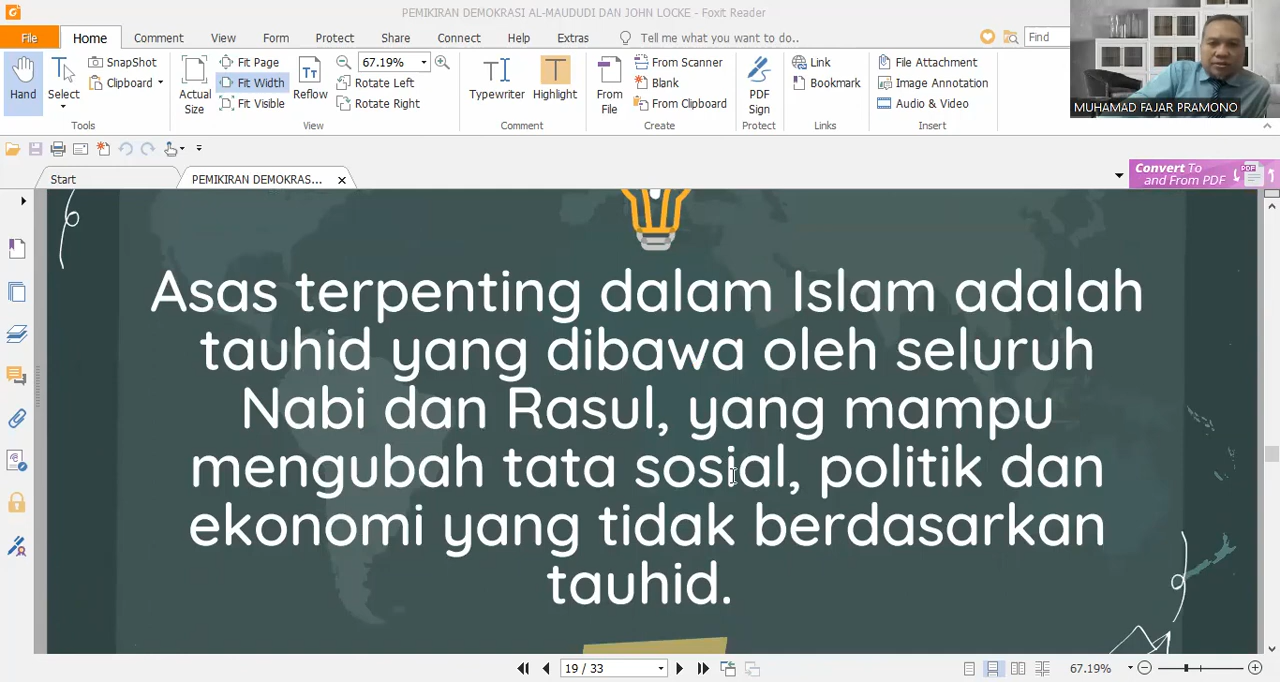 PEMIKIRAN DEMOKRASI AL-MAUDUDI DAN JOHN LOCKE - Foxit Reader
File Home Comment View Form Protect Share Connect Help Extras Tell me what you want to do.. Find
Hand
Select
SnapShot
Clipboard
Tools
Actual Size
Fit Page
Fit Width
Fit Visible
Reflow
67.19%
Rotate Left
Rotate Right
View
Typewriter
Highlight
Comment
From File
From Scanner
Blank
From Clipboard
Create
PDF Sign
Protect
Link
Bookmark
Links
File Attachment
Image Annotation
Audio & Video
Insert
MUHAMAD FAJAR PRAMONO
Start
PEMIKIRAN DEMOKRAS...
Convert To
and From PDF
PDF
Asas terpenting dalam Islam adalah
tauhid yang dibawa oleh seluruh
Nabi dan Rasul, yang mampu
mengubah tata sosial, politik dan
ekonomi yang tidak berdasarkan
tauhid.
19 / 33
67.19%